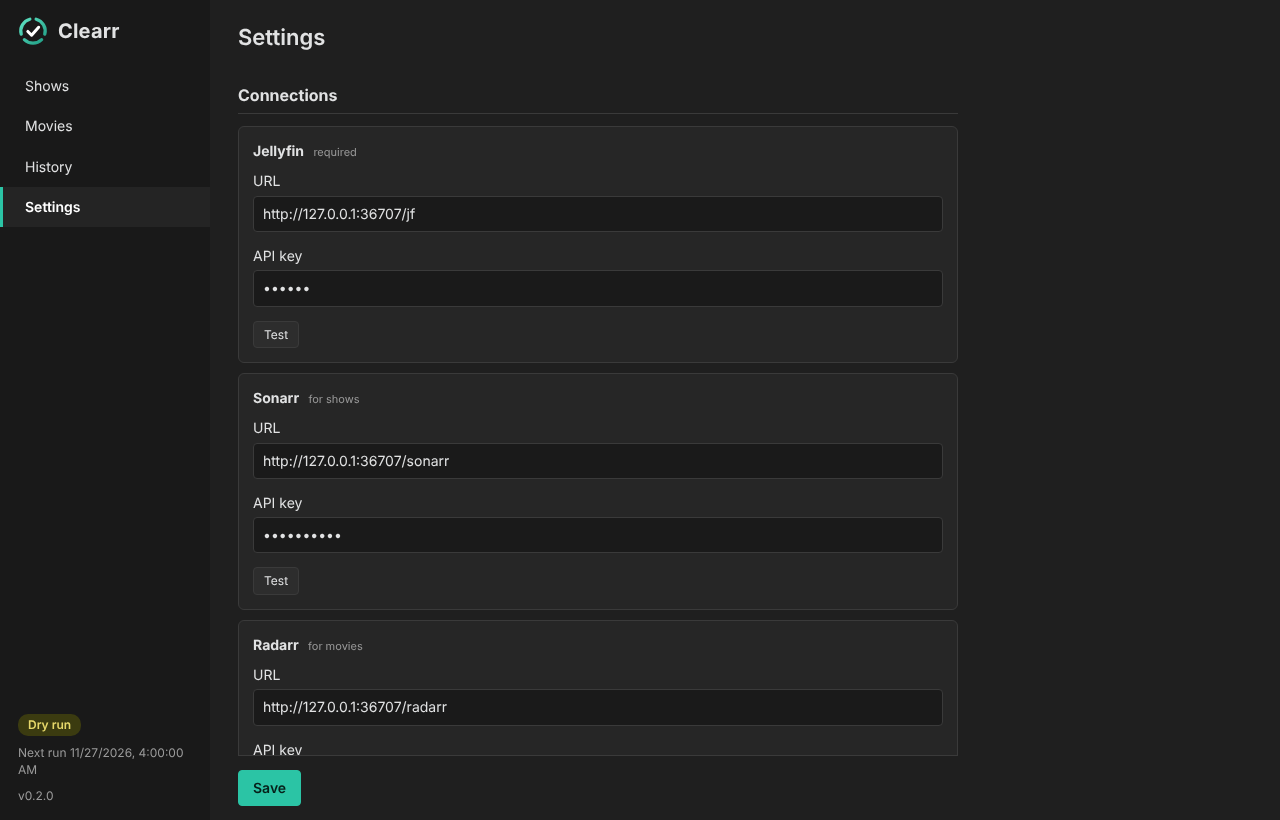 Clearr
Shows
Movies
History
Settings
Dry run
Next run 11/27/2026, 4:00:00
AM
v0.2.0
Settings
Connections
Jellyfin required
URL
http://127.0.0.1:36707/jf
API key
••••••
Test
Sonarr for shows
URL
http://127.0.0.1:36707/sonarr
API key
••••••••••
Test
Radarr for movies
URL
http://127.0.0.1:36707/radarr
API key
Save